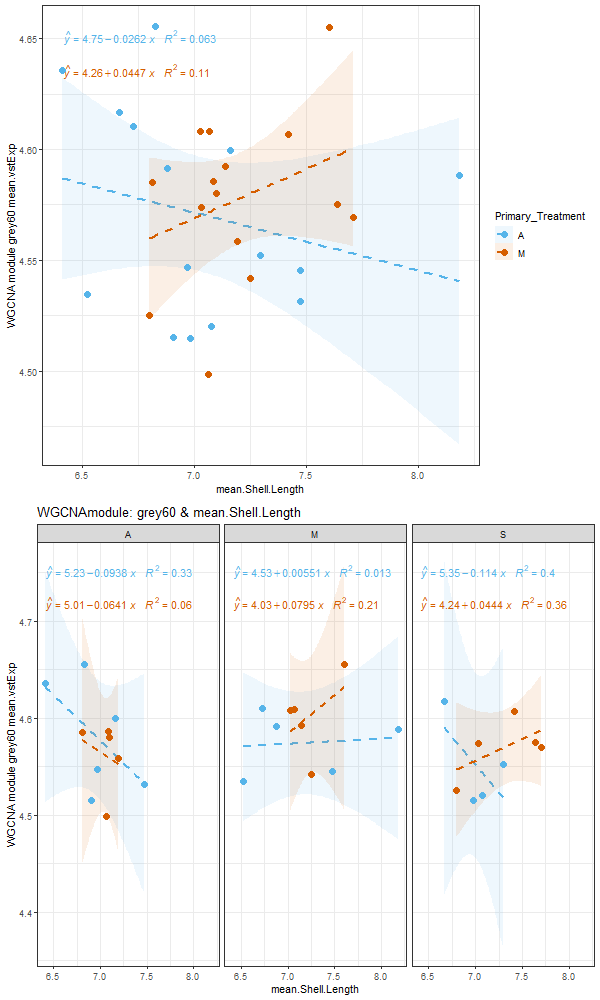 ŷ = 4.75−0.0262 x R² = 0.063
ŷ = 4.26+0.0447 x R² = 0.11
4.65
4.60
4.55
4.50
WGCNA module grey60 mean.vstExp
6.5 7.0 7.5 8.0
mean.Shell.Length
Primary_Treatment
A
M
WGCNAmodule: grey60 & mean.Shell.Length
A M S
ŷ = 5.23−0.0938 x R² = 0.33
ŷ = 5.01−0.0641 x R² = 0.06
ŷ = 4.53+0.00551 x R² = 0.013
ŷ = 4.03+0.0795 x R² = 0.21
ŷ = 5.35−0.114 x R² = 0.4
ŷ = 4.24+0.0444 x R² = 0.36
4.7
4.6
4.5
4.4
WGCNA module grey60 mean.vstExp
6.5 7.0 7.5 8.0 6.5 7.0 7.5 8.0 6.5 7.0 7.5 8.0
mean.Shell.Length